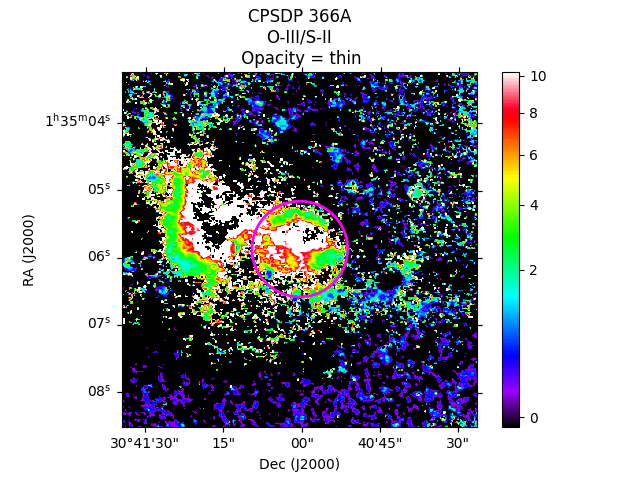 CPSDP 366A
O-III/S-II
Opacity = thin
1ʰ35ᵐ04ˢ
05ˢ
06ˢ
07ˢ
08ˢ
RA (J2000)
30°41'30" 15" 00" 40'45" 30"
Dec (J2000)
10
8
6
4
2
0